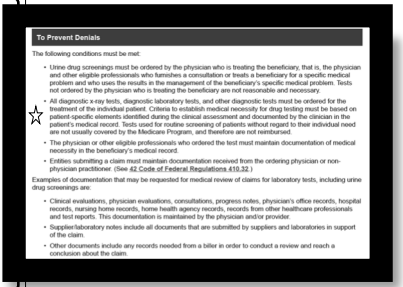 To Prevent Denials
The following conditions must be met:
• Urine drug screenings must be ordered by the physician who is treating the beneficiary, that is, the physician
and other eligible professionals who furnishes a consultation or treats a beneficiary for a specific medical
problem and who uses the results in the management of the beneficiary's specific medical problem. Tests
not ordered by the physician who is treating the beneficiary are not reasonable and necessary.
• All diagnostic x-ray tests, diagnostic laboratory tests, and other diagnostic tests must be ordered for the
treatment of the individual patient. Criteria to establish medical necessity for drug testing must be based on
patient-specific elements identified during the clinical assessment and documented by the clinician in the
patient's medical record. Tests used for routine screening of patients without regard to their individual need
are not usually covered by the Medicare Program, and therefore are not reimbursed.
• The physician or other eligible professionals who ordered the test must maintain documentation of medical
necessity in the beneficiary's medical record.
• Entities submitting a claim must maintain documentation received from the ordering physician or non-
physician practitioner. (See 42 Code of Federal Regulations 410.32.)
Examples of documentation that may be requested for medical review of claims for laboratory tests, including urine
drug screenings are:
• Clinical evaluations, physician evaluations, consultations, progress notes, physician's office records, hospital
records, nursing home records, home health agency records, records from other healthcare professionals
and test reports. This documentation is maintained by the physician and/or provider.
• Supplier/laboratory notes include all documents that are submitted by suppliers and laboratories in support
of the claim.
• Other documents include any records needed from a biller in order to conduct a review and reach a
conclusion about the claim.